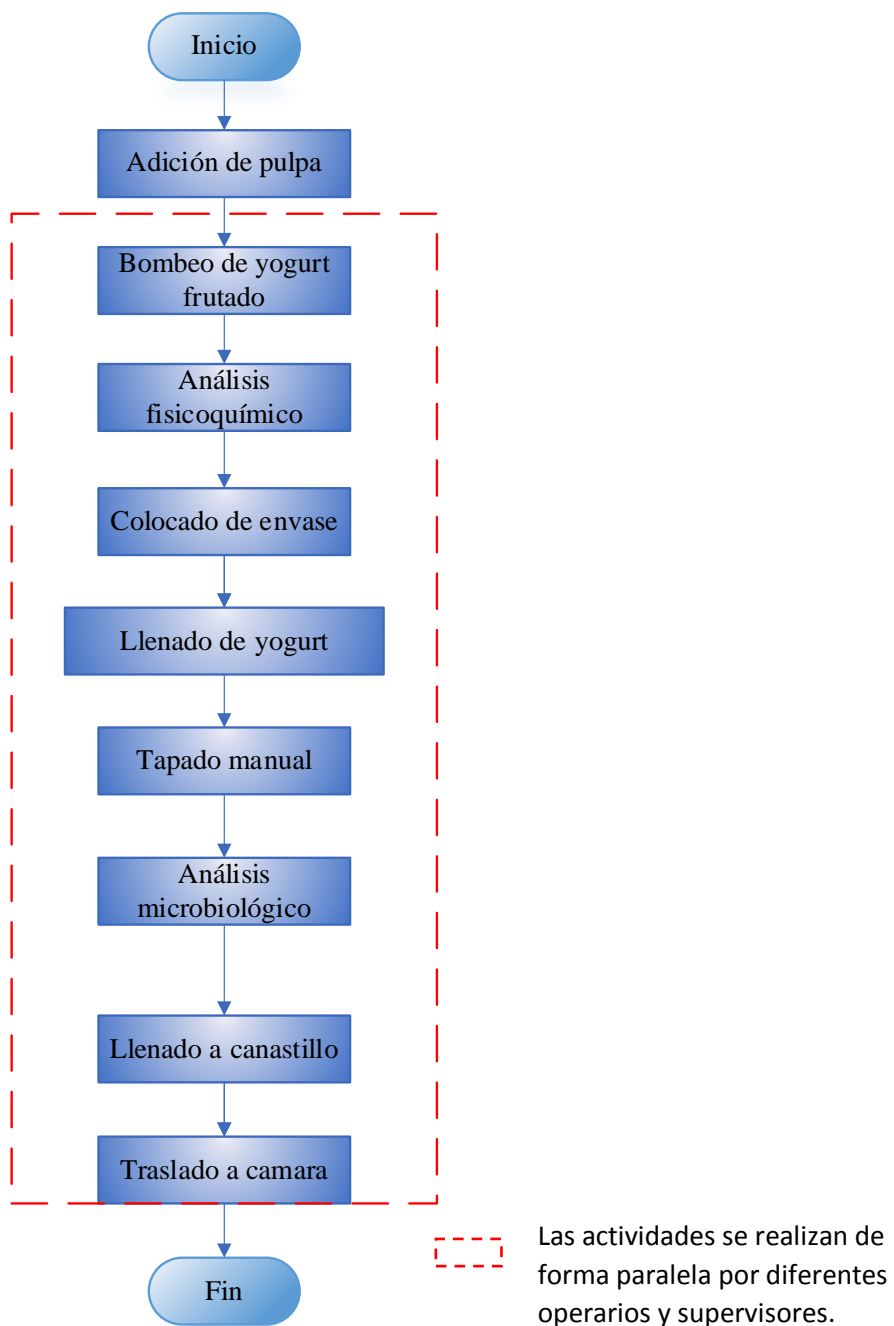 Inicio
Adición de pulpa
Bombeo de yogurt
frutado
Análisis
fisicoquímico
Colocado de envase
Llenado de yogurt
Tapado manual
Análisis
microbiológico
Llenado a canastillo
Traslado a camara
Fin
Las actividades se realizan de
forma paralela por diferentes
operarios y supervisores.